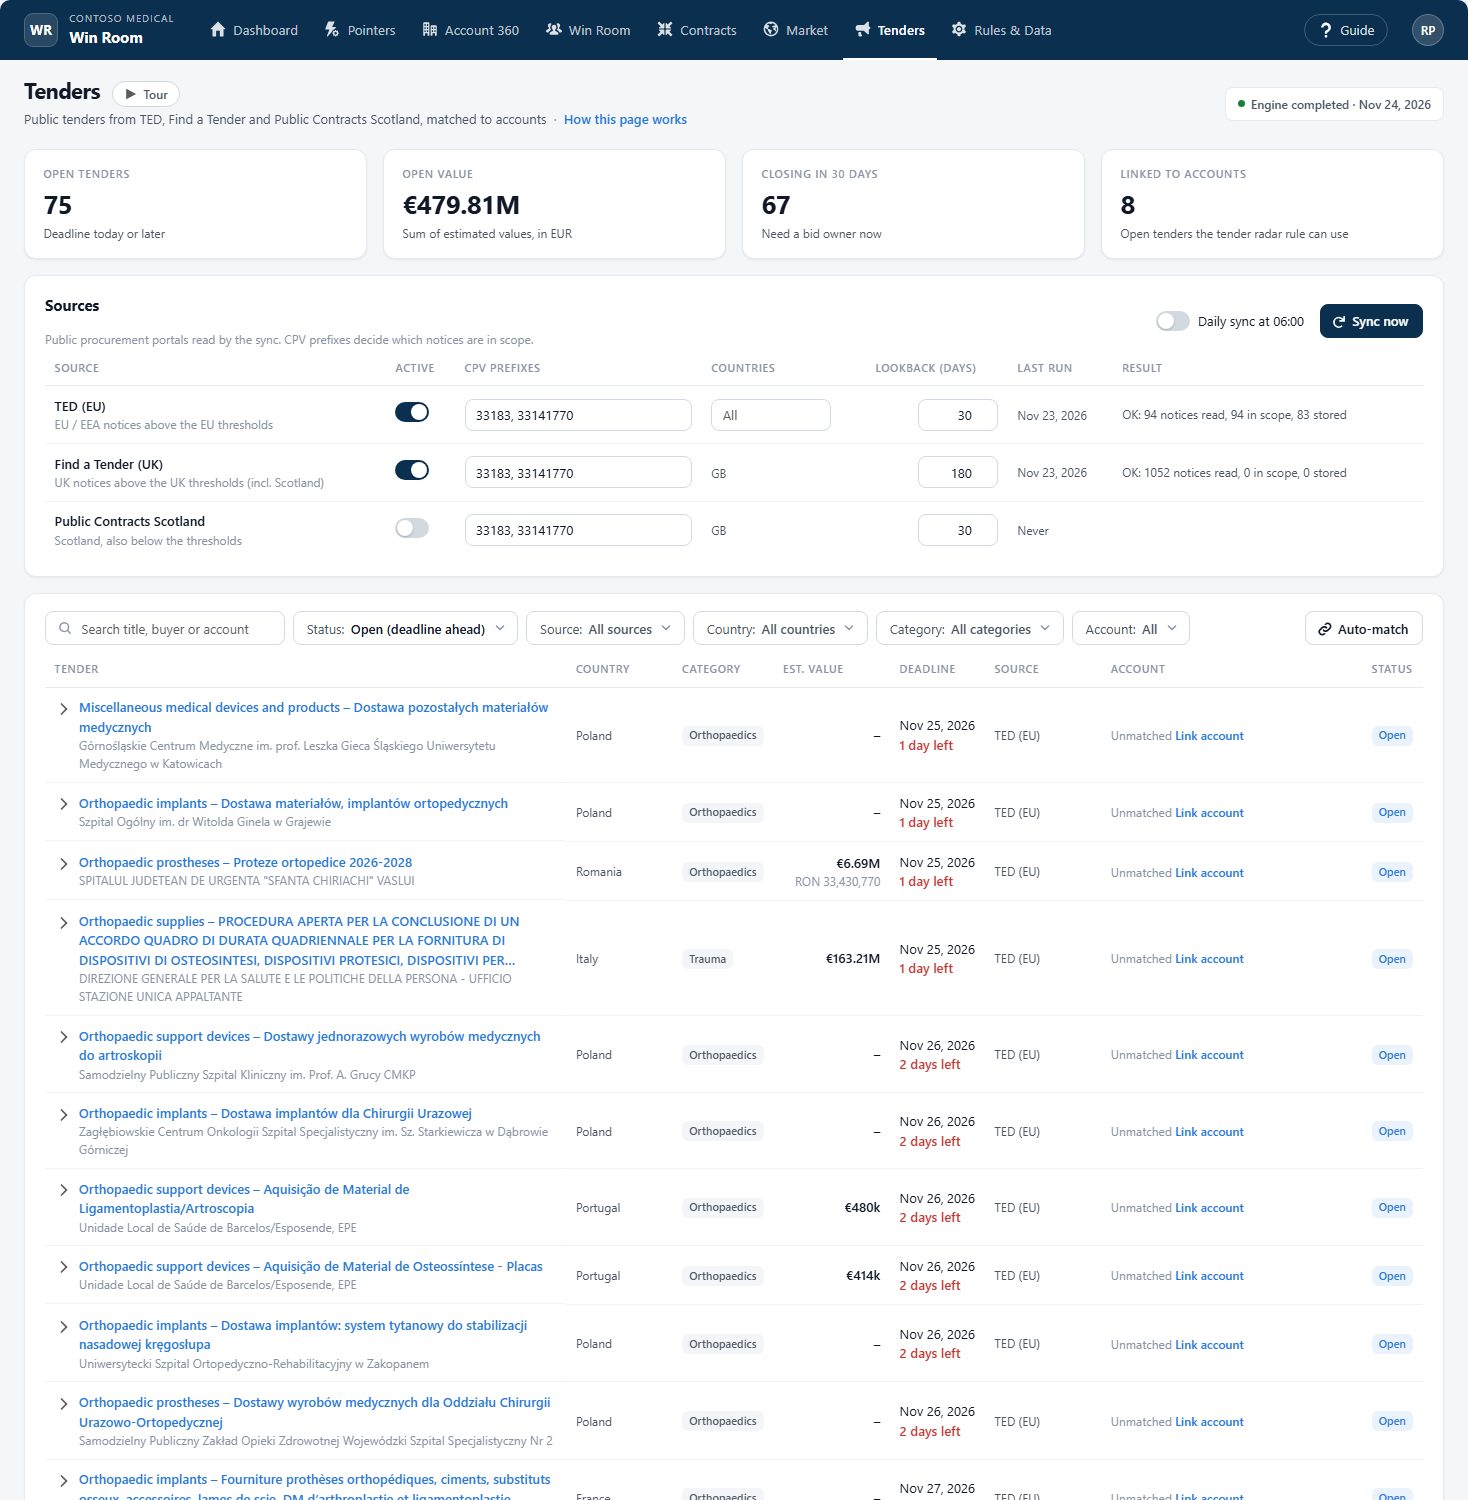 WR
CONTOSO MEDICAL
Win Room
Dashboard
Pointers
Account 360
Win Room
Contracts
Market
Tenders
Rules & Data
? Guide
RP
Tenders
Tour
Public tenders from TED, Find a Tender and Public Contracts Scotland, matched to accounts · How this page works
Engine completed · Nov 24, 2026
OPEN TENDERS
75
Deadline today or later
OPEN VALUE
€479.81M
Sum of estimated values, in EUR
CLOSING IN 30 DAYS
67
Need a bid owner now
LINKED TO ACCOUNTS
8
Open tenders the tender radar rule can use
Sources
Public procurement portals read by the sync. CPV prefixes decide which notices are in scope.
Daily sync at 06:00
Sync now
SOURCE ACTIVE CPV PREFIXES COUNTRIES LOOKBACK (DAYS) LAST RUN RESULT
TED (EU)
EU / EEA notices above the EU thresholds
33183, 33141770 All 30 Nov 23, 2026 OK: 94 notices read, 94 in scope, 83 stored
Find a Tender (UK)
UK notices above the UK thresholds (incl. Scotland)
33183, 33141770 GB 180 Nov 23, 2026 OK: 1052 notices read, 0 in scope, 0 stored
Public Contracts Scotland
Scotland, also below the thresholds
33183, 33141770 GB 30 Never
Search title, buyer or account
Status: Open (deadline ahead)
Source: All sources
Country: All countries
Category: All categories
Account: All
Auto-match
TENDER COUNTRY CATEGORY EST. VALUE DEADLINE SOURCE ACCOUNT STATUS
Miscellaneous medical devices and products – Dostawa pozostałych materiałów
medycznych
Górnośląskie Centrum Medyczne im. prof. Leszka Gieca Śląskiego Uniwersytetu
Medycznego w Katowicach
Poland Orthopaedics – Nov 25, 2026 TED (EU) Unmatched Link account Open
1 day left
Orthopaedic implants – Dostawa materiałów, implantów ortopedycznych
Szpital Ogólny im. dr Witolda Ginela w Grajewie
Poland Orthopaedics – Nov 25, 2026 TED (EU) Unmatched Link account Open
1 day left
Orthopaedic prostheses – Proteze ortopedice 2026-2028
SPITALUL JUDETEAN DE URGENTA "SFANTA CHIRIACHI" VASLUI
Romania Orthopaedics €6.69M Nov 25, 2026 TED (EU) Unmatched Link account Open
RON 33,430,770 1 day left
Orthopaedic supplies – PROCEDURA APERTA PER LA CONCLUSIONE DI UN
ACCORDO QUADRO DI DURATA QUADRIENNALE PER LA FORNITURA DI
DISPOSITIVI DI OSTEOSINTESI, DISPOSITIVI PROTESICI, DISPOSITIVI PER...
DIREZIONE GENERALE PER LA SALUTE E LE POLITICHE DELLA PERSONA - UFFICIO
STAZIONE UNICA APPALTANTE
Italy Trauma €163.21M Nov 25, 2026 TED (EU) Unmatched Link account Open
1 day left
Orthopaedic support devices – Dostawy jednorazowych wyrobów medycznych
do artroskopii
Samodzielny Publiczny Szpital Kliniczny im. Prof. A. Grucy CMKP
Poland Orthopaedics – Nov 26, 2026 TED (EU) Unmatched Link account Open
2 days left
Orthopaedic implants – Dostawa implantów dla Chirurgii Urazowej
Zagłębiowskie Centrum Onkologii Szpital Specjalistyczny im. Sz. Starkiewicza w Dąbrowie
Górniczej
Poland Orthopaedics – Nov 26, 2026 TED (EU) Unmatched Link account Open
2 days left
Orthopaedic support devices – Aquisição de Material de
Ligamentoplastia/Artroscopia
Unidade Local de Saúde de Barcelos/Esposende, EPE
Portugal Orthopaedics €480k Nov 26, 2026 TED (EU) Unmatched Link account Open
2 days left
Orthopaedic support devices – Aquisição de Material de Osteossíntese - Placas
Unidade Local de Saúde de Barcelos/Esposende, EPE
Portugal Orthopaedics €414k Nov 26, 2026 TED (EU) Unmatched Link account Open
2 days left
Orthopaedic implants – Dostawa implantów: system tytanowy do stabilizacji
nasadowej kręgosłupa
Uniwersytecki Szpital Ortopedyczno-Rehabilitacyjny w Zakopanem
Poland Orthopaedics – Nov 26, 2026 TED (EU) Unmatched Link account Open
2 days left
Orthopaedic prostheses – Dostawy wyrobów medycznych dla Oddziału Chirurgii
Urazowo-Ortopedycznej
Samodzielny Publiczny Zakład Opieki Zdrowotnej Wojewódzki Szpital Specjalistyczny Nr 2
Poland Orthopaedics – Nov 26, 2026 TED (EU) Unmatched Link account Open
2 days left
Orthopaedic implants – Fourniture prothèses orthopédiques, ciments, substituts
osseux, accessoires, lames de scie, DM d'arthroplastie et ligamentoplastie
France Orthopaedics – Nov 27, 2026 TED (EU) Unmatched Link account Open